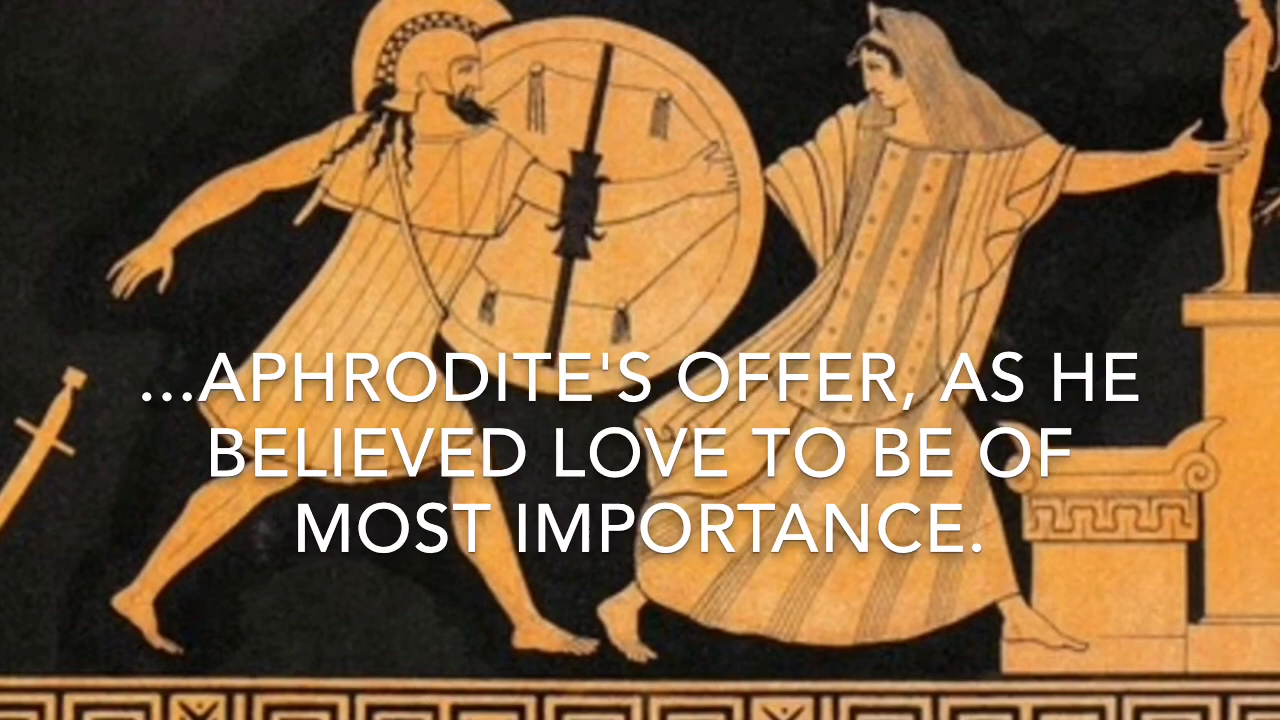 ...APHRODITE'S OFFER, AS HE
BELIEVED LOVE TO BE OF
MOST IMPORTANCE.